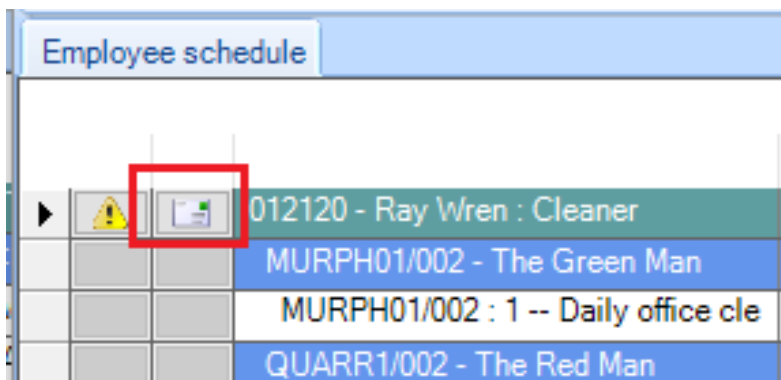 Employee schedule
012120 - Ray Wren : Cleaner
MURPH01/002 - The Green Man
MURPH01/002 : 1 -- Daily office cle
QUARR1/002 - The Red Man